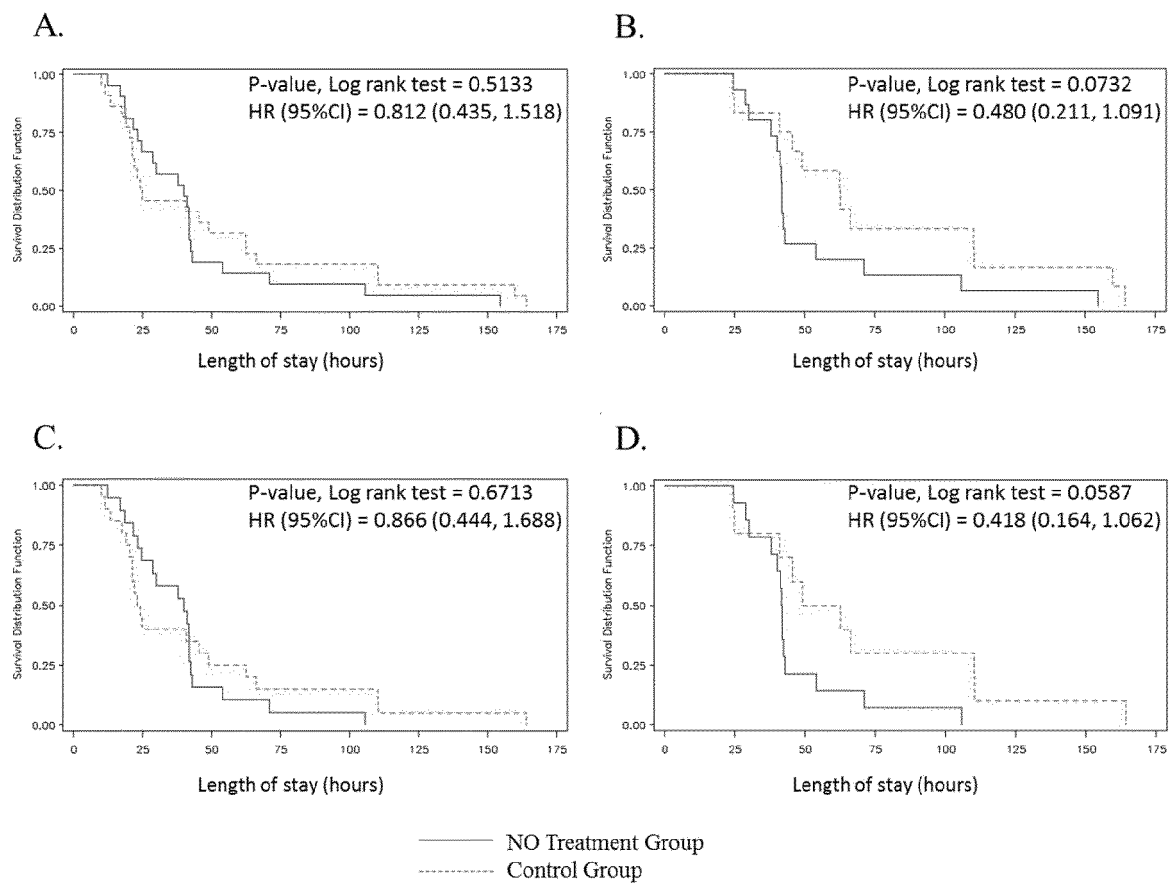 A.
P-value, Log rank test = 0.5133
HR (95%CI) = 0.812 (0.435, 1.518)
Survival Distribution Function
1.00
0.75
0.50
0.25
0.00
0 25 50 75 100 125 150 175
Length of stay (hours)
B.
P-value, Log rank test = 0.0732
HR (95%CI) = 0.480 (0.211, 1.091)
Survival Distribution Function
1.00
0.75
0.50
0.25
0.00
0 25 50 75 100 125 150 175
Length of stay (hours)
C.
P-value, Log rank test = 0.6713
HR (95%CI) = 0.866 (0.444, 1.688)
Survival Distribution Function
1.00
0.75
0.50
0.25
0.00
0 25 50 75 100 125 150 175
Length of stay (hours)
D.
P-value, Log rank test = 0.0587
HR (95%CI) = 0.418 (0.164, 1.062)
Survival Distribution Function
1.00
0.75
0.50
0.25
0.00
0 25 50 75 100 125 150 175
Length of stay (hours)
NO Treatment Group
Control Group